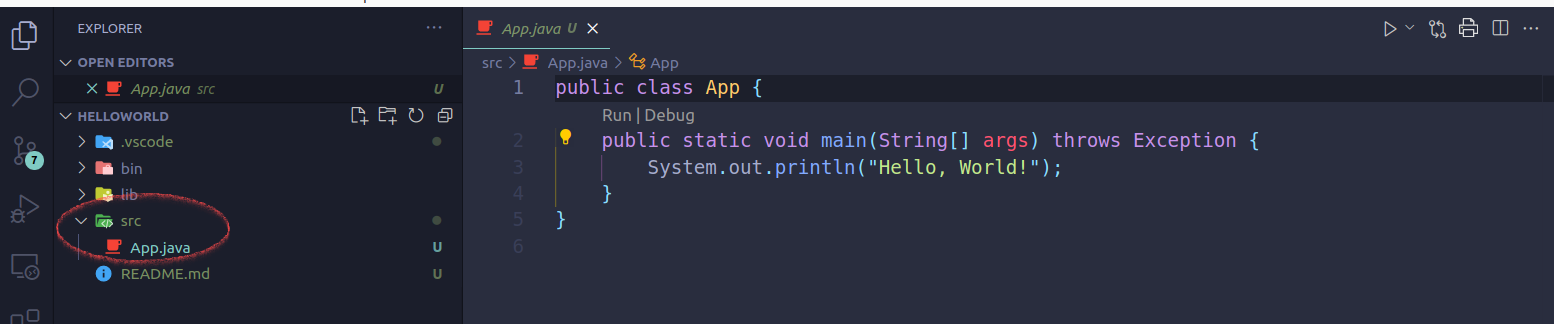 EXPLORER
OPEN EDITORS
App.java src U
HELLOWORLD
.vscode
bin
lib
src
App.java U
README.md U
7
App.java U
src > App.java > App
1 public class App {
Run | Debug
2 public static void main(String[] args) throws Exception {
3 System.out.println("Hello, World!");
4 }
5 }
6